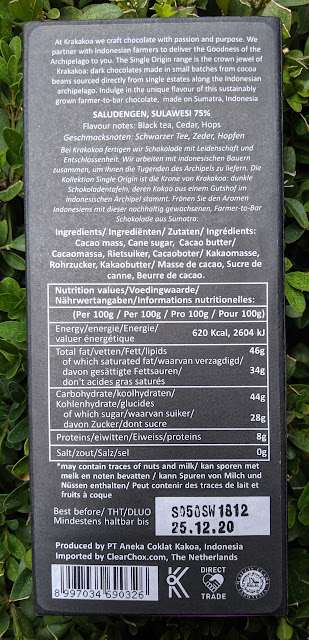 At Krakakoa we craft chocolate with passion and purpose. We
partner with Indonesian farmers to deliver the Goodness of the
Archipelago to you. The Single Origin range is the crown jewel of
Krakakoa: dark chocolates made in small batches from cocoa
beans sourced directly from single estates along the Indonesian
archipelago. Indulge in the unique flavour of this sustainably
grown farmer-to-bar chocolate, made on Sumatra, Indonesia
SALUDENGEN, SULAWESI 75%
Flavour notes: Black tea, Cedar, Hops
Geschmacksnoten: Schwarzer Tee, Zeder, Hopfen
Bei Krakakoa fertigen wir Schokolade mit Leidenschaft und
Entschlossenheit. Wir arbeiten mit indonesischen Bauern
zusammen, um Ihnen die Tugenden des Archipels zu liefern. Die
Kollektion Single Origin ist die Krone von Krakakoa: dunkle
Schokoladentafeln, deren Kakao aus einem Gutshof im
indonesischen Archipel stammt. Frönen Sie den Aromen
Indonesiens mit dieser nachhaltig gewachsenen, Farmer-to-Bar
Schokolade aus Sumatra.
Ingredients/ Ingrediënten/ Zutaten/ Ingrédients:
Cacao mass, Cane sugar, Cacao butter/
Cacaomassa, Rietsuiker, Cacaoboter/ Kakaomasse,
Rohrzucker, Kakaobutter/ Masse de cacao, Sucre de
canne, Beurre de cacao.
Nutrition values/Voedingwaarde/
Nährwertangaben/Informations nutritionelles:
(Per 100g / Per 100g / Pro 100g / Pour 100g)
Energy/energie/Energie/
valuer énergétique 620 Kcal, 2604 kJ
Total fat/vetten/Fett/lipids 46g
of which saturated fat/waarvan verzagdigd/
davon gesättigte Fettsauren/ 34g
don't acides gras saturés
Carbohydrate/koolhydraten/ 44g
Kohlenhydrate/glucides
of which sugar/waarvan suiker/ 28g
davon Zucker/dont sucre
Proteins/eiwitten/Eiweiss/proteins 8g
Salt/zout/Salz/sel 0g
*may contain traces of nuts and milk/ kan sporen met
melk en noten bevatten / kann Spuren von Milch und
Nüssen enthalten/ Peut contenir des traces de lait et
fruits à coque
Best before/ THT/DLUO S050SW1812
Mindestens haltbar bis 25.12.20
Produced by PT Aneka Coklat Kakoa, Indonesia
Imported by ClearChox.com, The Netherlands
8 997034 690326
DIRECT
TRADE